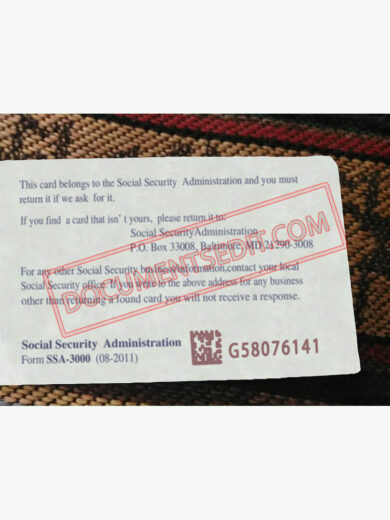 This card belongs to the Social Security Administration and you must
return it if we ask for it.
If you find a card that isn't yours, please return it to:
Social SecurityAdministration
P.O. Box 33008, Baltimore, MD 21290-3008
For any other Social Security business/information,contact your local
Social Security office. If you write to the above address for any business
other than returning a found card you will not receive a response.
DOCUMENTSEDIT.COM
Social Security Administration
Form SSA-3000 (08-2011)
G58076141